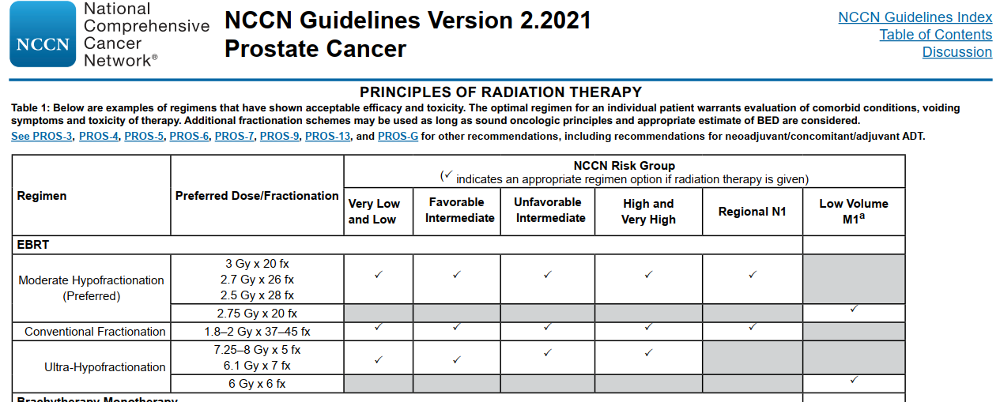 NCCN
National
Comprehensive
Cancer
Network®
NCCN Guidelines Version 2.2021
Prostate Cancer
NCCN Guidelines Index
Table of Contents
Discussion
PRINCIPLES OF RADIATION THERAPY
Table 1: Below are examples of regimens that have shown acceptable efficacy and toxicity. The optimal regimen for an individual patient warrants evaluation of comorbid conditions, voiding
symptoms and toxicity of therapy. Additional fractionation schemes may be used as long as sound oncologic principles and appropriate estimate of BED are considered.
See PROS-3, PROS-4, PROS-5, PROS-6, PROS-7, PROS-9, PROS-13, and PROS-G for other recommendations, including recommendations for neoadjuvant/concomitant/adjuvant ADT.
Regimen
Preferred Dose/Fractionation
NCCN Risk Group
(✓ indicates an appropriate regimen option if radiation therapy is given)
Very Low
and Low
Favorable
Intermediate
Unfavorable
Intermediate
High and
Very High
Regional N1
Low Volume
M1a
EBRT
Moderate Hypofractionation
(Preferred)
3 Gy x 20 fx
2.7 Gy x 26 fx
2.5 Gy x 28 fx
✓ ✓ ✓ ✓ ✓
2.75 Gy x 20 fx ✓
Conventional Fractionation 1.8–2 Gy x 37–45 fx ✓ ✓ ✓ ✓ ✓
Ultra-Hypofractionation
7.25–8 Gy x 5 fx
6.1 Gy x 7 fx
✓ ✓ ✓ ✓
6 Gy x 6 fx ✓
Brachytherapy Monotherapy